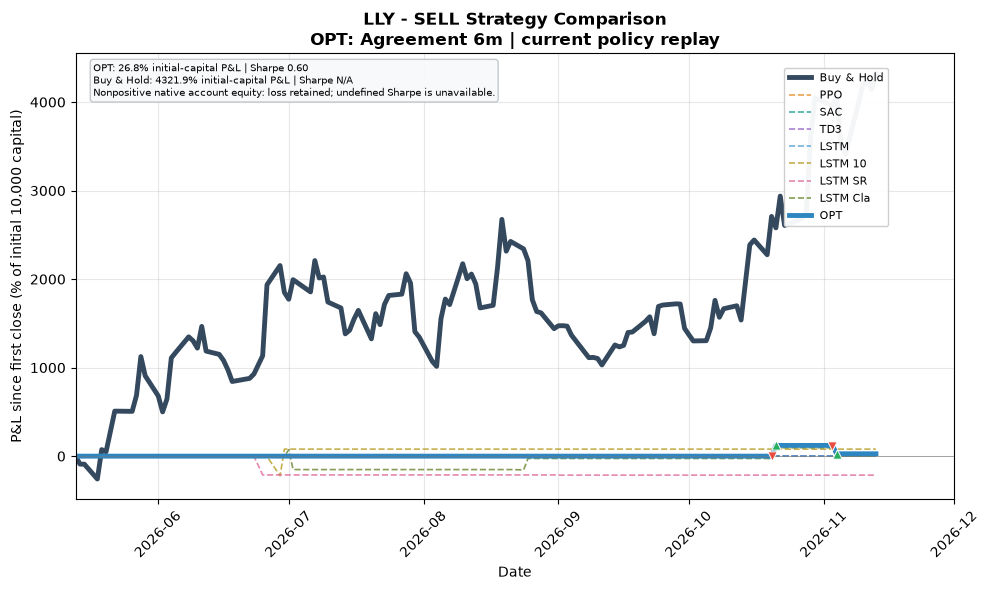 LLY - SELL Strategy Comparison
OPT: Agreement 6m | current policy replay
OPT: 26.8% initial-capital P&L | Sharpe 0.60
Buy & Hold: 4321.9% initial-capital P&L | Sharpe N/A
Nonpositive native account equity: loss retained; undefined Sharpe is unavailable.
Buy & Hold
PPO
SAC
TD3
LSTM
LSTM 10
LSTM SR
LSTM Cla
OPT
P&L since first close (% of initial 10,000 capital)
4000
3000
2000
1000
0
2026-06
2026-07
2026-08
2026-09
2026-10
2026-11
2026-12
Date